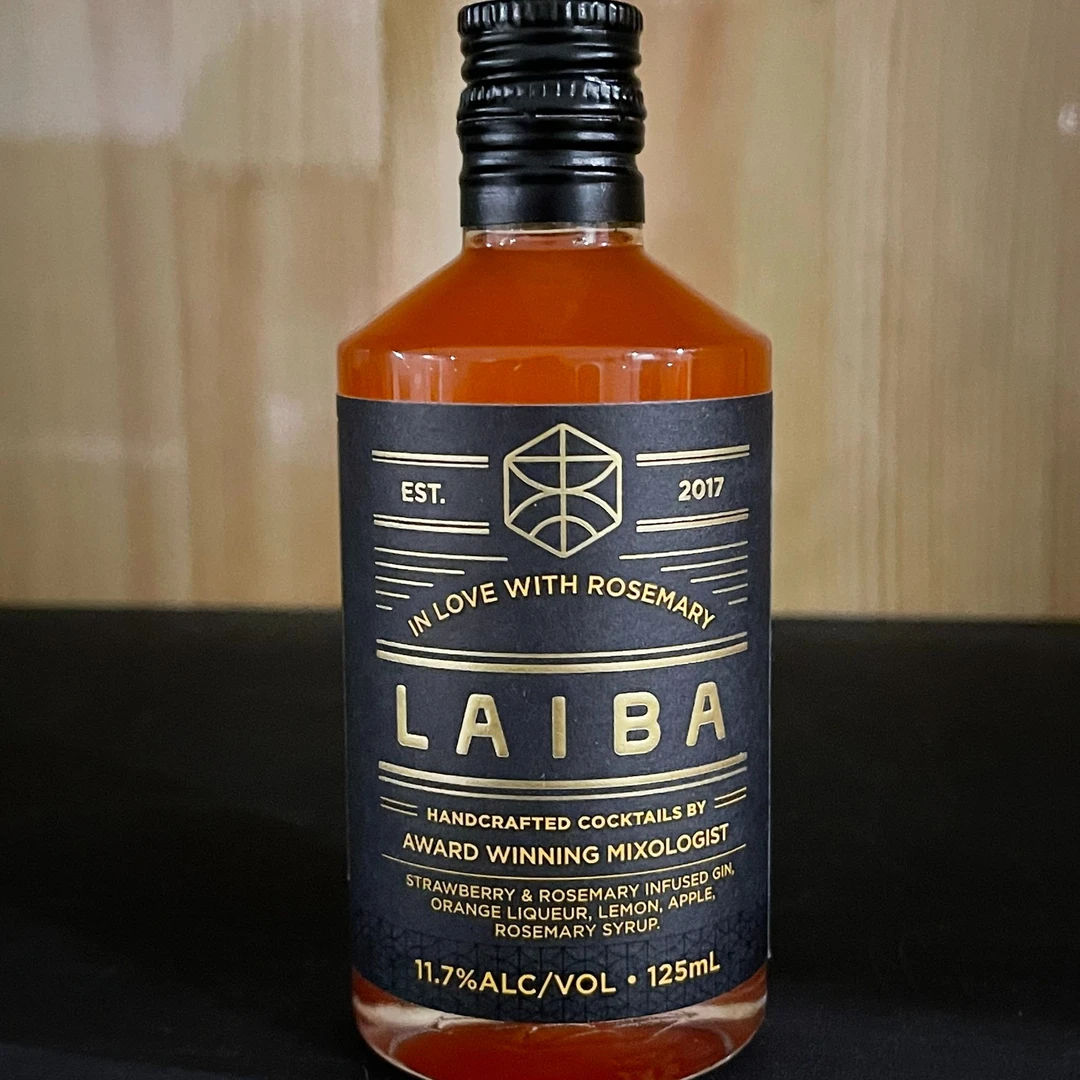 EST. 2017
IN LOVE WITH ROSEMARY
LAIBA
HANDCRAFTED COCKTAILS BY
AWARD WINNING MIXOLOGIST
STRAWBERRY & ROSEMARY INFUSED GIN,
ORANGE LIQUEUR, LEMON, APPLE,
ROSEMARY SYRUP.
11.7%ALC/VOL • 125mL